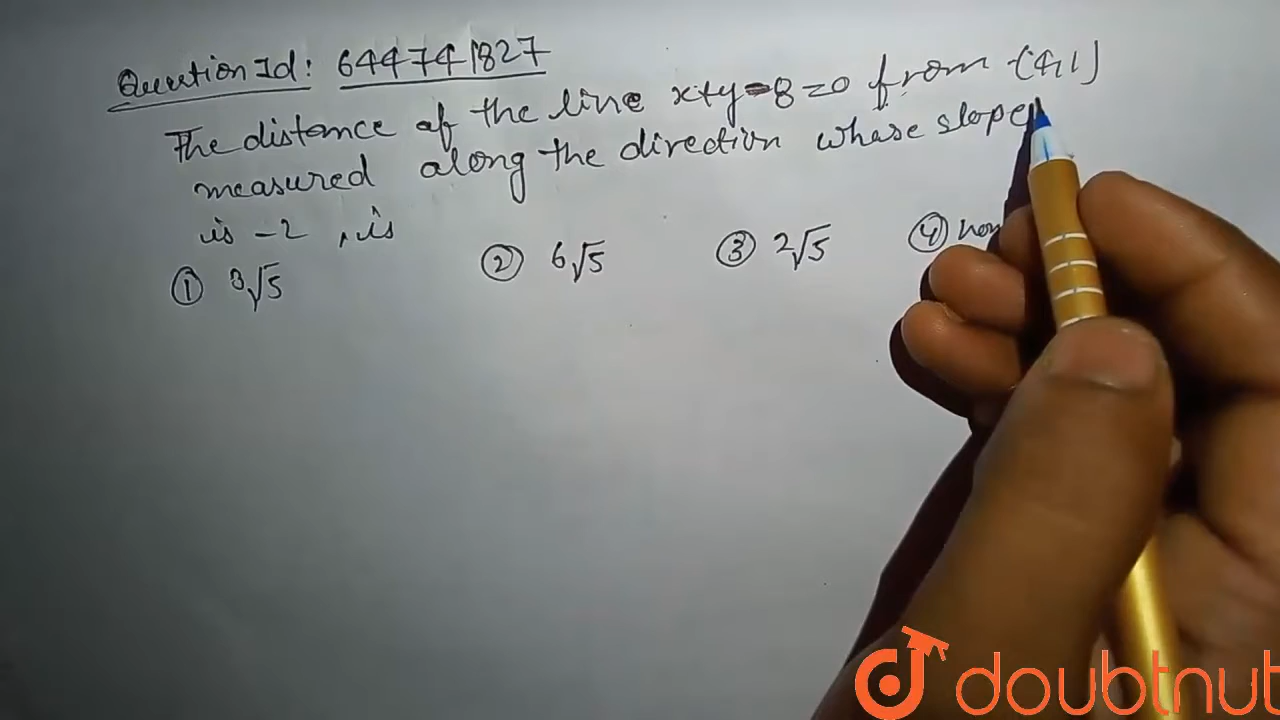 Question Id: 644741827
The distance of the line x+y-8=0 from (4,1)
measured along the direction whose slope
is -2, is
① 3√5 ② 6√5 ③ 2√5 ④
doubtnut